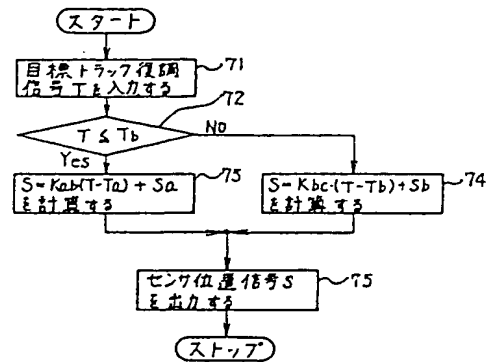 スタート
目標トラック復調
信号Tを入力する
71
72
T ≦ Tb
NO
Yes
S=Kab(T-Ta)+Sa
を計算する
75
S=Kbc・(T-Tb)+Sb
を計算する
74
センサ位置信号S
を出力する
75
ストップ